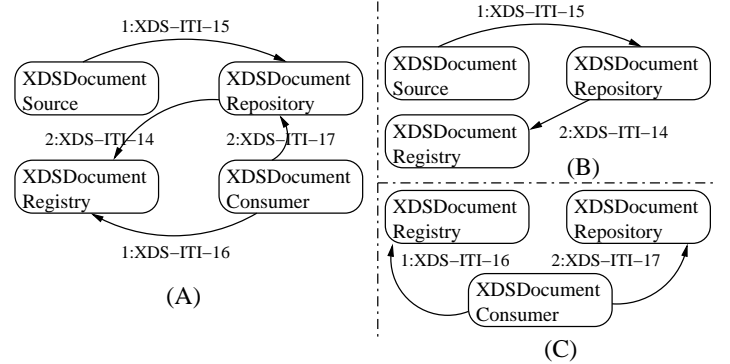 1:XDS–ITI–15
XDSDocument
Source
XDSDocument
Repository
2:XDS–ITI–14
2:XDS–ITI–17
XDSDocument
Registry
XDSDocument
Consumer
1:XDS–ITI–16
(A)
1:XDS–ITI–15
XDSDocument
Source
XDSDocument
Repository
XDSDocument
Registry
2:XDS–ITI–14
(B)
XDSDocument
Registry
XDSDocument
Repository
1:XDS–ITI–16
2:XDS–ITI–17
XDSDocument
Consumer
(C)